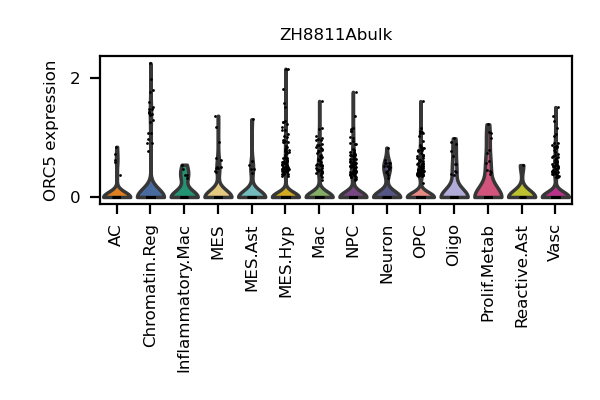 ZH8811Abulk
ORC5 expression
2
0
AC
Chromatin.Reg
Inflammatory.Mac
MES
MES.Ast
MES.Hyp
Mac
NPC
Neuron
OPC
Oligo
Prolif.Metab
Reactive.Ast
Vasc